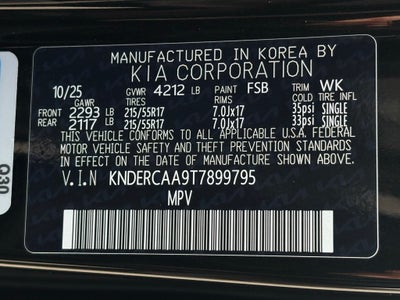 MANUFACTURED IN KOREA BY
KIA CORPORATION
10/25 GVWR 4212 LB PAINT FSB TRIM WK
GAWR TIRE RIM COLD TIRE INFL
FRONT 2293 LB 215/55R17 7.0Jx17 35psi SINGLE
REAR 2117 LB 215/55R17 7.0Jx17 33psi SINGLE
THIS VEHICLE CONFORMS TO ALL APPLICABLE U.S.A. FEDERAL
MOTOR VEHICLE SAFETY AND THEFT PREVENTION STANDARDS
IN EFFECT ON THE DATE OF MANUFACTURE SHOWN ABOVE.
V.I.N KNDERCAA9T7899795
MPV
Q30